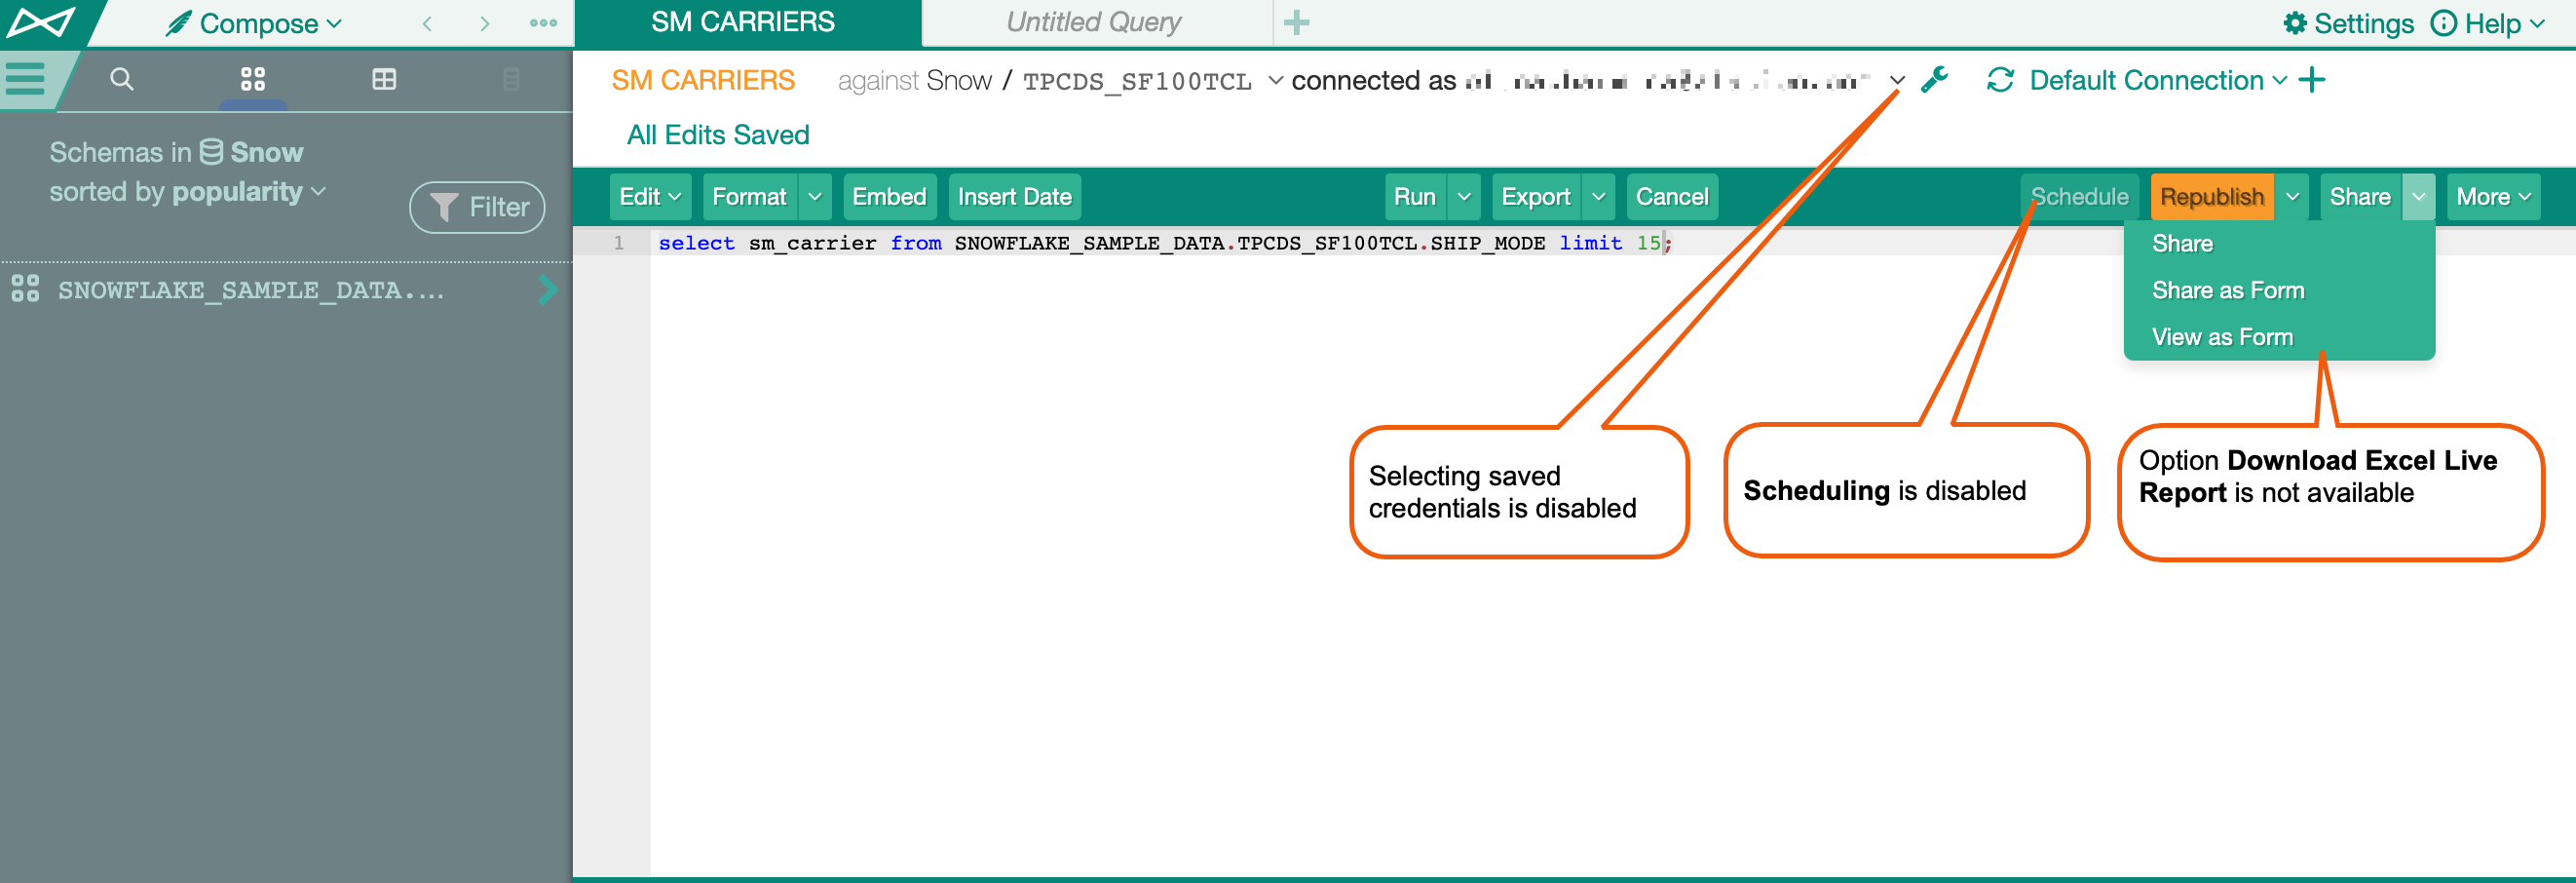 Compose
SM CARRIERS
Untitled Query
Settings
Help
SM CARRIERS against Snow / TPCDS_SF100TCL connected as
Default Connection
All Edits Saved
Schemas in Snow
sorted by popularity
Filter
SNOWFLAKE_SAMPLE_DATA....
Edit
Format
Embed
Insert Date
Run
Export
Cancel
Schedule
Republish
Share
More
1 select sm_carrier from SNOWFLAKE_SAMPLE_DATA.TPCDS_SF100TCL.SHIP_MODE limit 15;
Share
Share as Form
View as Form
Selecting saved
credentials is disabled
Scheduling is disabled
Option Download Excel Live
Report is not available